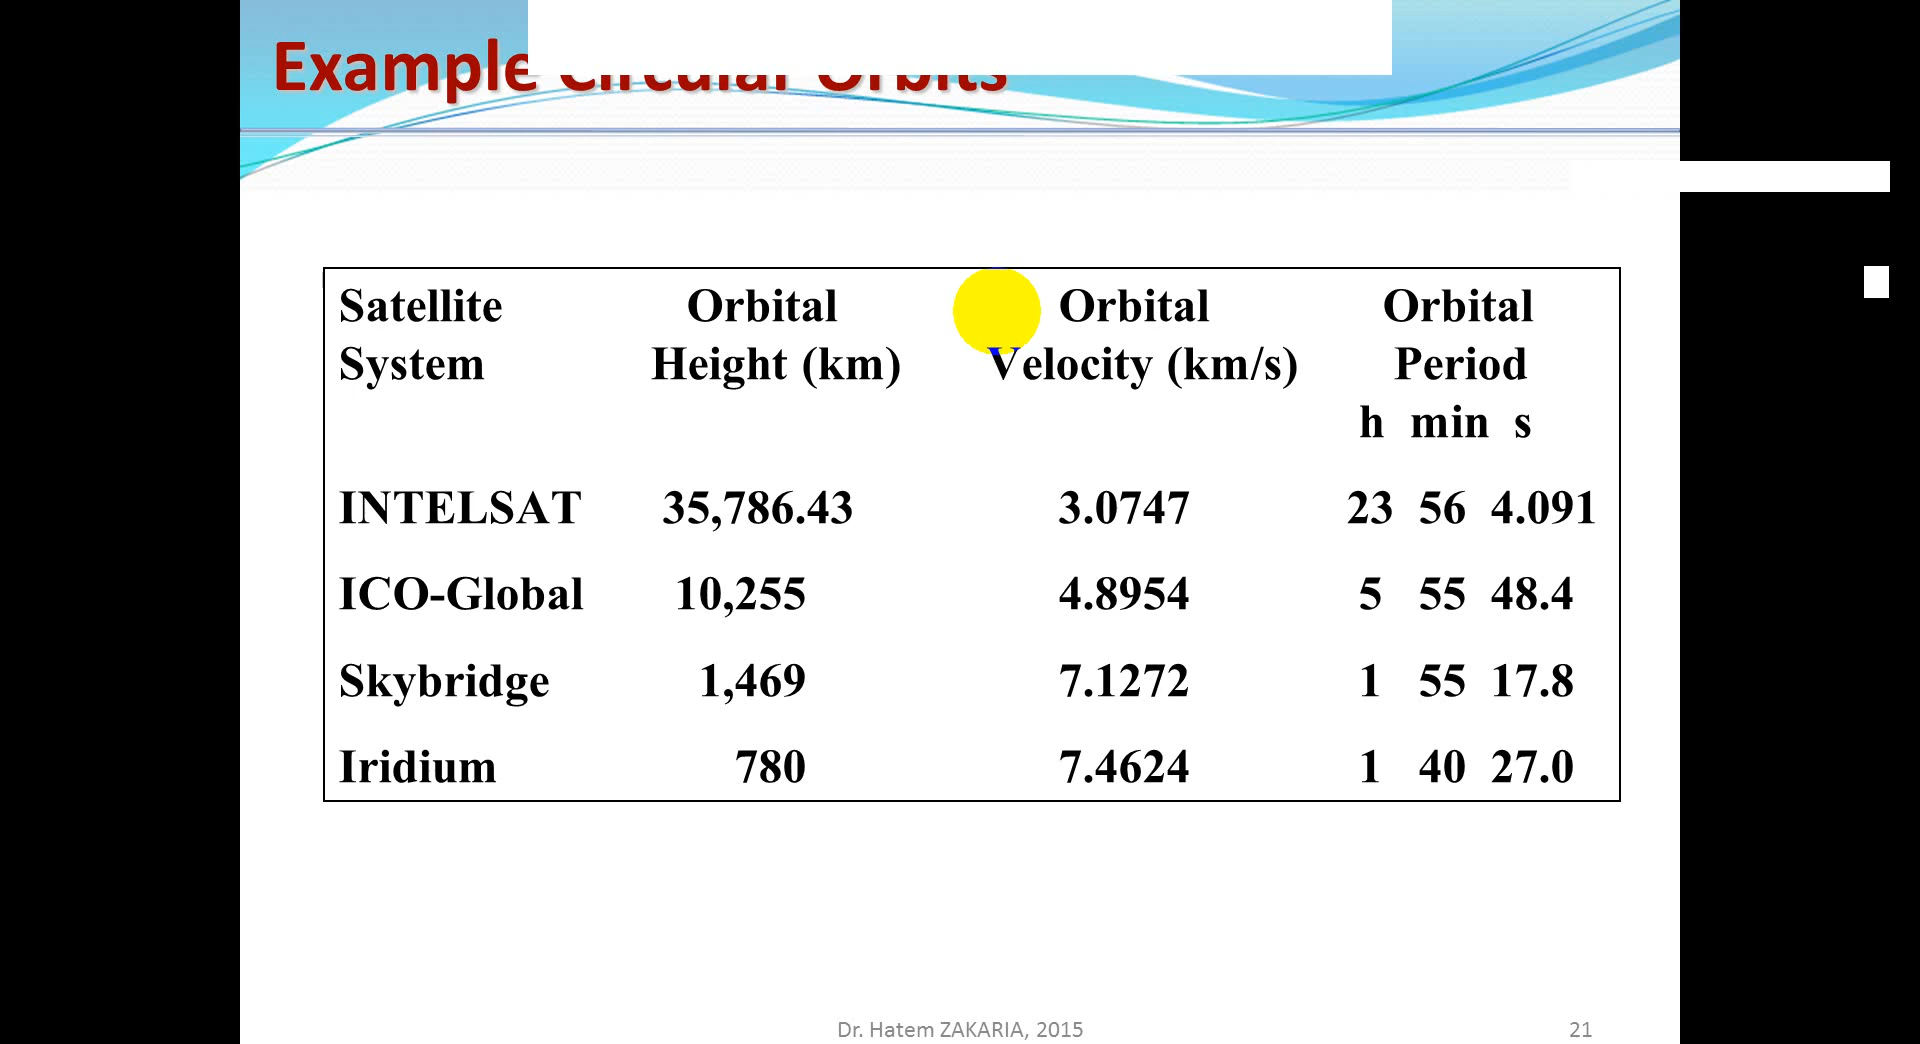 Example Circular Orbits
Satellite Orbital Orbital Orbital
System Height (km) Velocity (km/s) Period
h min s
INTELSAT 35,786.43 3.0747 23 56 4.091
ICO-Global 10,255 4.8954 5 55 48.4
Skybridge 1,469 7.1272 1 55 17.8
Iridium 780 7.4624 1 40 27.0
Dr. Hatem ZAKARIA, 2015 21